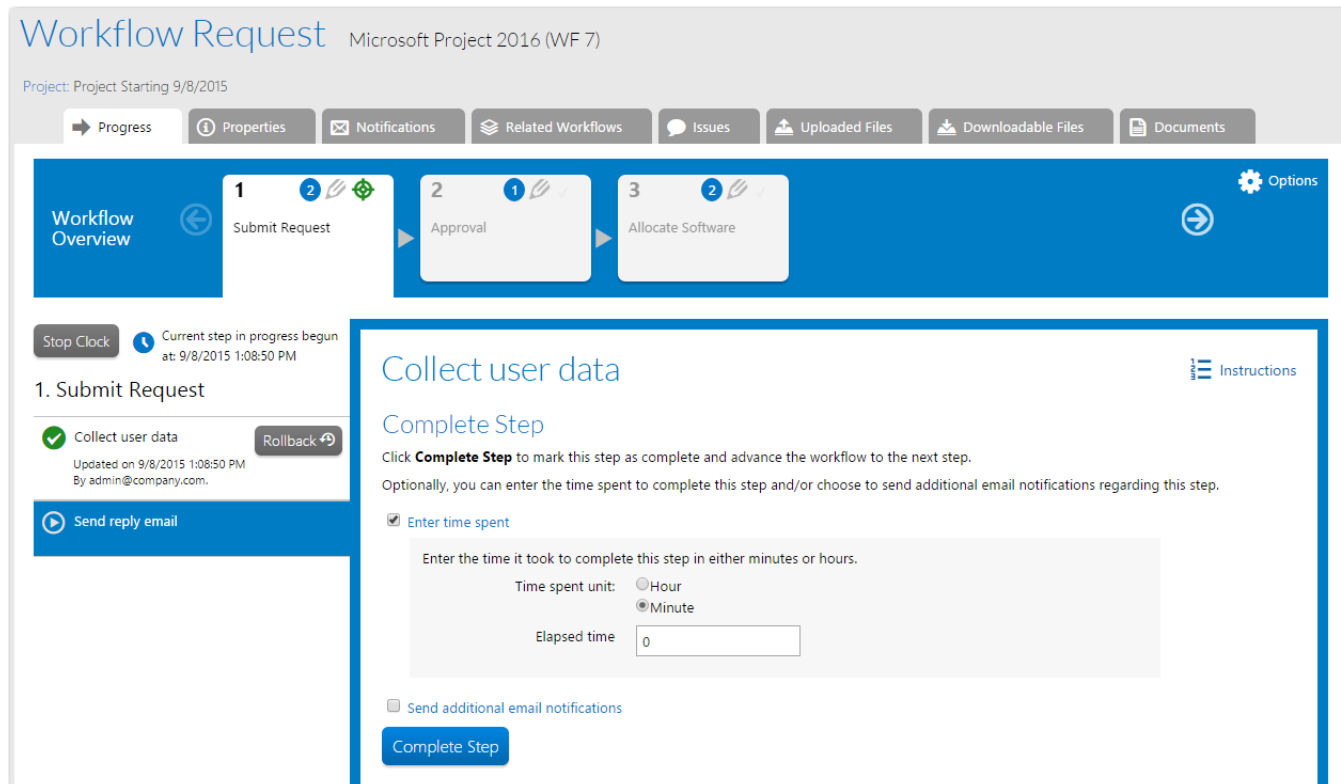 Workflow Request Microsoft Project 2016 (WF 7)
Project: Project Starting 9/8/2015
Progress Properties Notifications Related Workflows Issues Uploaded Files Downloadable Files Documents
Options
Workflow
Overview
1 2
Submit Request
2 1
Approval
3 2
Allocate Software
Stop Clock
Current step in progress begun
at: 9/8/2015 1:08:50 PM
1. Submit Request
Collect user data
Rollback
Updated on 9/8/2015 1:08:50 PM
By admin@company.com.
Send reply email
Collect user data
Instructions
Complete Step
Click Complete Step to mark this step as complete and advance the workflow to the next step.
Optionally, you can enter the time spent to complete this step and/or choose to send additional email notifications regarding this step.
Enter time spent
Enter the time it took to complete this step in either minutes or hours.
Time spent unit: Hour
Minute
Elapsed time 0
Send additional email notifications
Complete Step